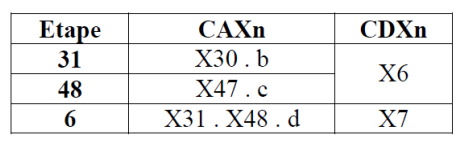 Etape CAXn CDXn
31 X30 . b X6
48 X47 . c
6 X31 . X48 . d X7